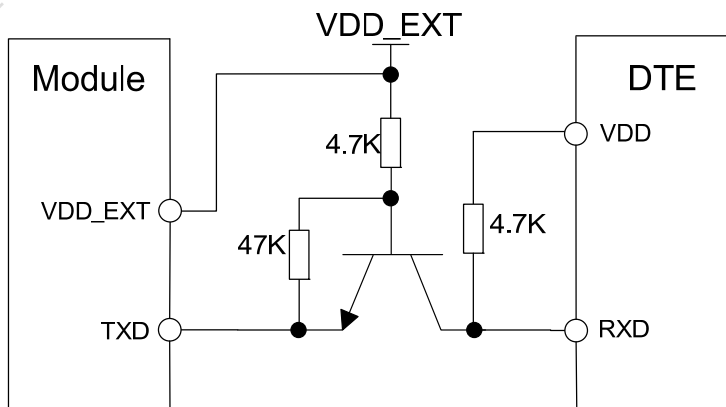 VDD_EXT
Module
DTE
VDD
4.7K
VDD_EXT
4.7K
47K
TXD
RXD